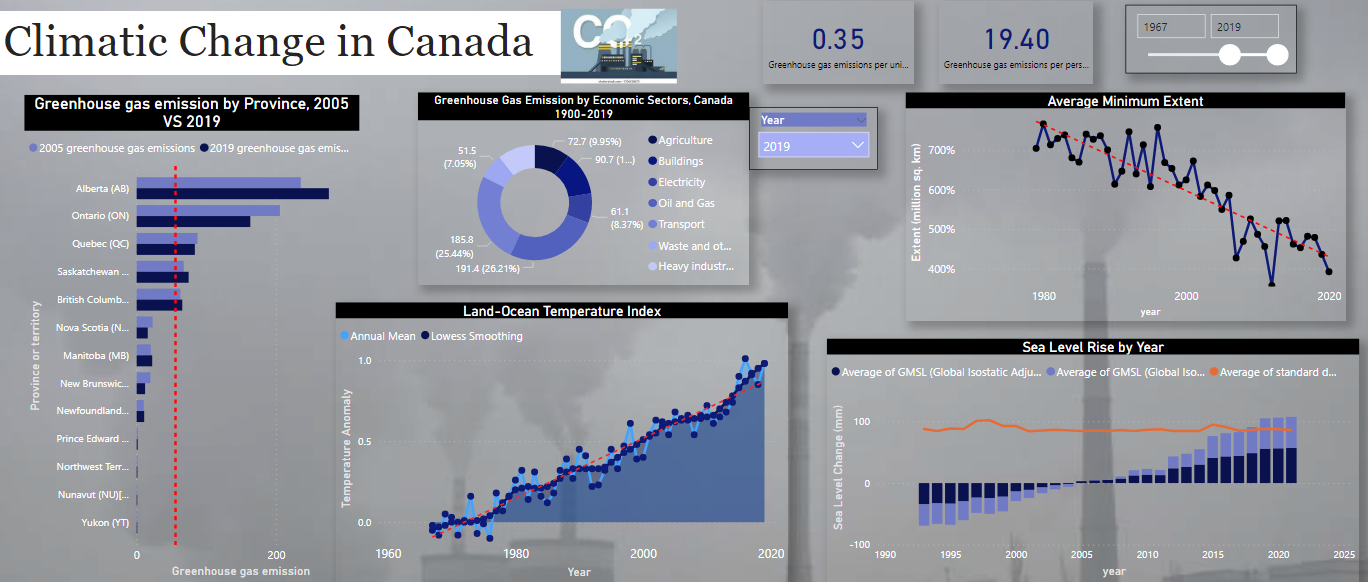 Climatic Change in Canada
CO2
0.35
Greenhouse gas emissions per uni...
19.40
Greenhouse gas emissions per pers...
1967
2019
Greenhouse gas emission by Province, 2005
VS 2019
2005 greenhouse gas emissions 2019 greenhouse gas emis...
Province or territory
Alberta (AB)
Ontario (ON)
Quebec (QC)
Saskatchewan ...
British Columb...
Nova Scotia (N...
Manitoba (MB)
New Brunswic...
Newfoundland...
Prince Edward ...
Northwest Terr...
Nunavut (NU)[...
Yukon (YT)
0 200
Greenhouse gas emission
Greenhouse Gas Emission by Economic Sectors, Canada
1900-2019
72.7 (9.95%)
90.7 (1...)
61.1
(8.37%)
191.4 (26.21%)
185.8
(25.44%)
51.5
(7.05%)
Agriculture
Buildings
Electricity
Oil and Gas
Transport
Waste and ot...
Heavy industr...
Year
2019
Average Minimum Extent
Extent (million sq. km)
700%
600%
500%
400%
1980 2000 2020
year
Land-Ocean Temperature Index
Annual Mean Lowess Smoothing
Temperature Anomaly
1.0
0.5
0.0
1960 1980 2000 2020
Year
Sea Level Rise by Year
Average of GMSL (Global Isostatic Adju... Average of GMSL (Global Iso... Average of standard d...
Sea Level Change (mm)
100
0
-100
1990 1995 2000 2005 2010 2015 2020 2025
year